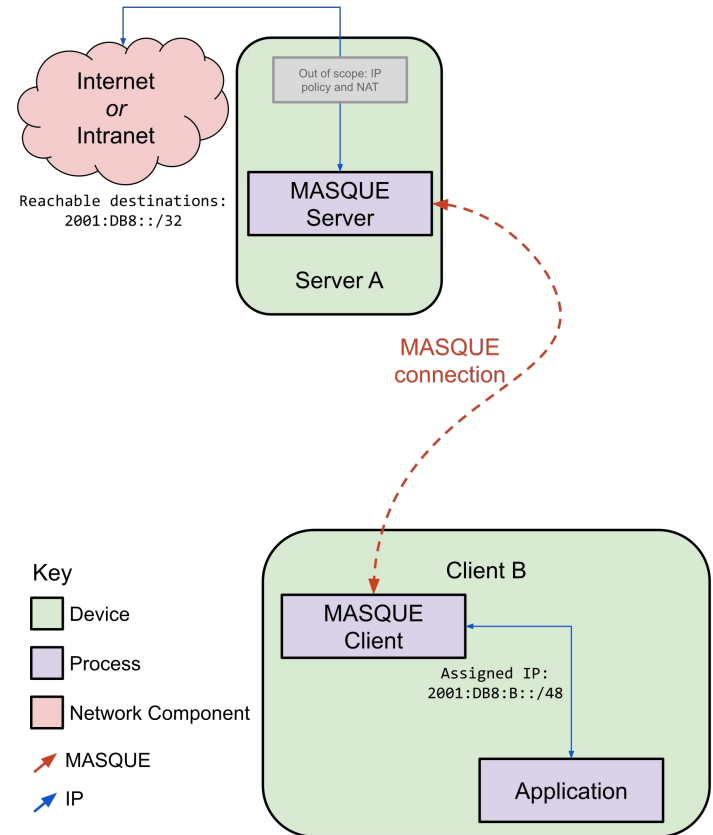 Internet
or
Intranet
Reachable destinations:
2001:DB8::/32
Out of scope: IP
policy and NAT
MASQUE
Server
Server A
MASQUE
connection
Client B
MASQUE
Client
Assigned IP:
2001:DB8:B::/48
Application
Key
Device
Process
Network Component
MASQUE
IP